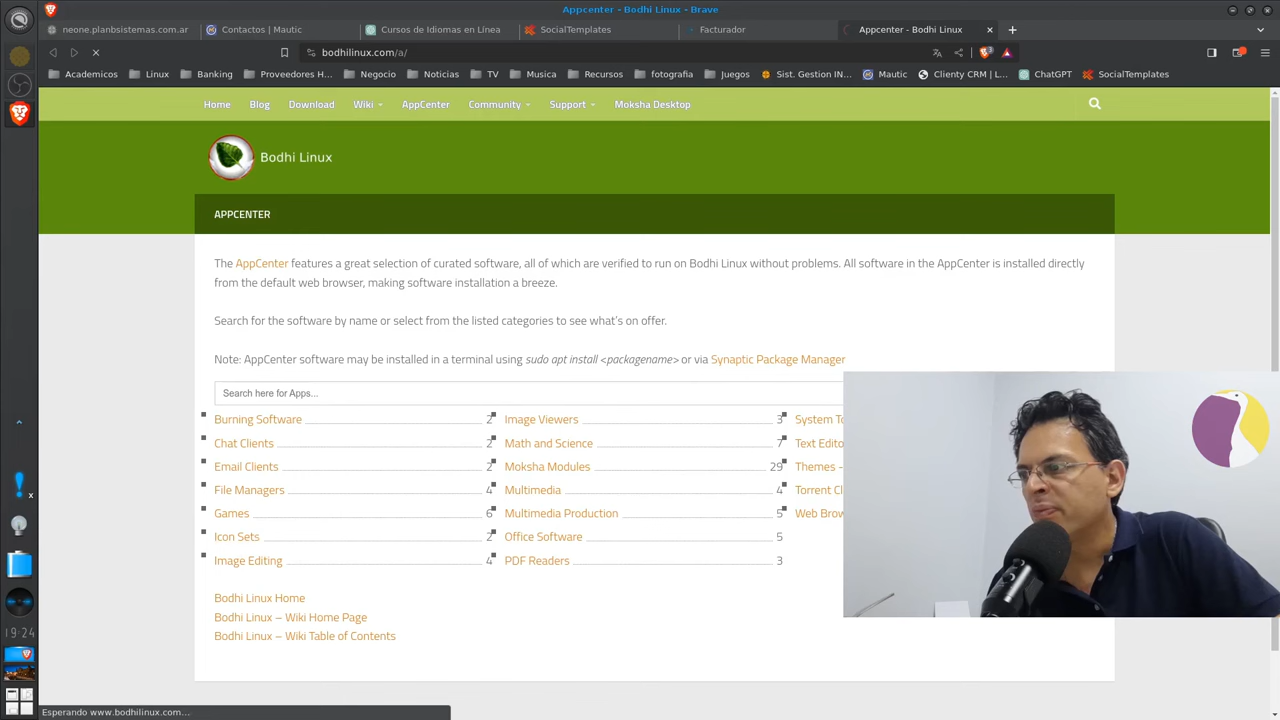 Appcenter - Bodhi Linux - Brave
neone.planbsistemas.com.ar
Contactos | Mautic
Cursos de Idiomas en Línea
SocialTemplates
Facturador
Appcenter - Bodhi Linux
bodhilinux.com/a/
3
Academicos
Linux
Banking
Proveedores H...
Negocio
Noticias
TV
Musica
Recursos
fotografia
Juegos
Sist. Gestion IN...
Mautic
Clienty CRM | L...
ChatGPT
SocialTemplates
Home
Blog
Download
Wiki
AppCenter
Community
Support
Moksha Desktop
Bodhi Linux
APPCENTER
The AppCenter features a great selection of curated software, all of which are verified to run on Bodhi Linux without problems. All software in the AppCenter is installed directly
from the default web browser, making software installation a breeze.
Search for the software by name or select from the listed categories to see what's on offer.
Note: AppCenter software may be installed in a terminal using sudo apt install <packagename> or via Synaptic Package Manager
Search here for Apps...
Burning Software 2
Chat Clients 2
Email Clients 2
File Managers 4
Games 6
Icon Sets 2
Image Editing 4
Image Viewers 3
Math and Science 7
Moksha Modules 29
Multimedia 4
Multimedia Production 5
Office Software 5
PDF Readers 3
System To
Text Edito
Themes -
Torrent Cl
Web Brow
Bodhi Linux Home
Bodhi Linux – Wiki Home Page
Bodhi Linux – Wiki Table of Contents
19:24
Esperando www.bodhilinux.com...